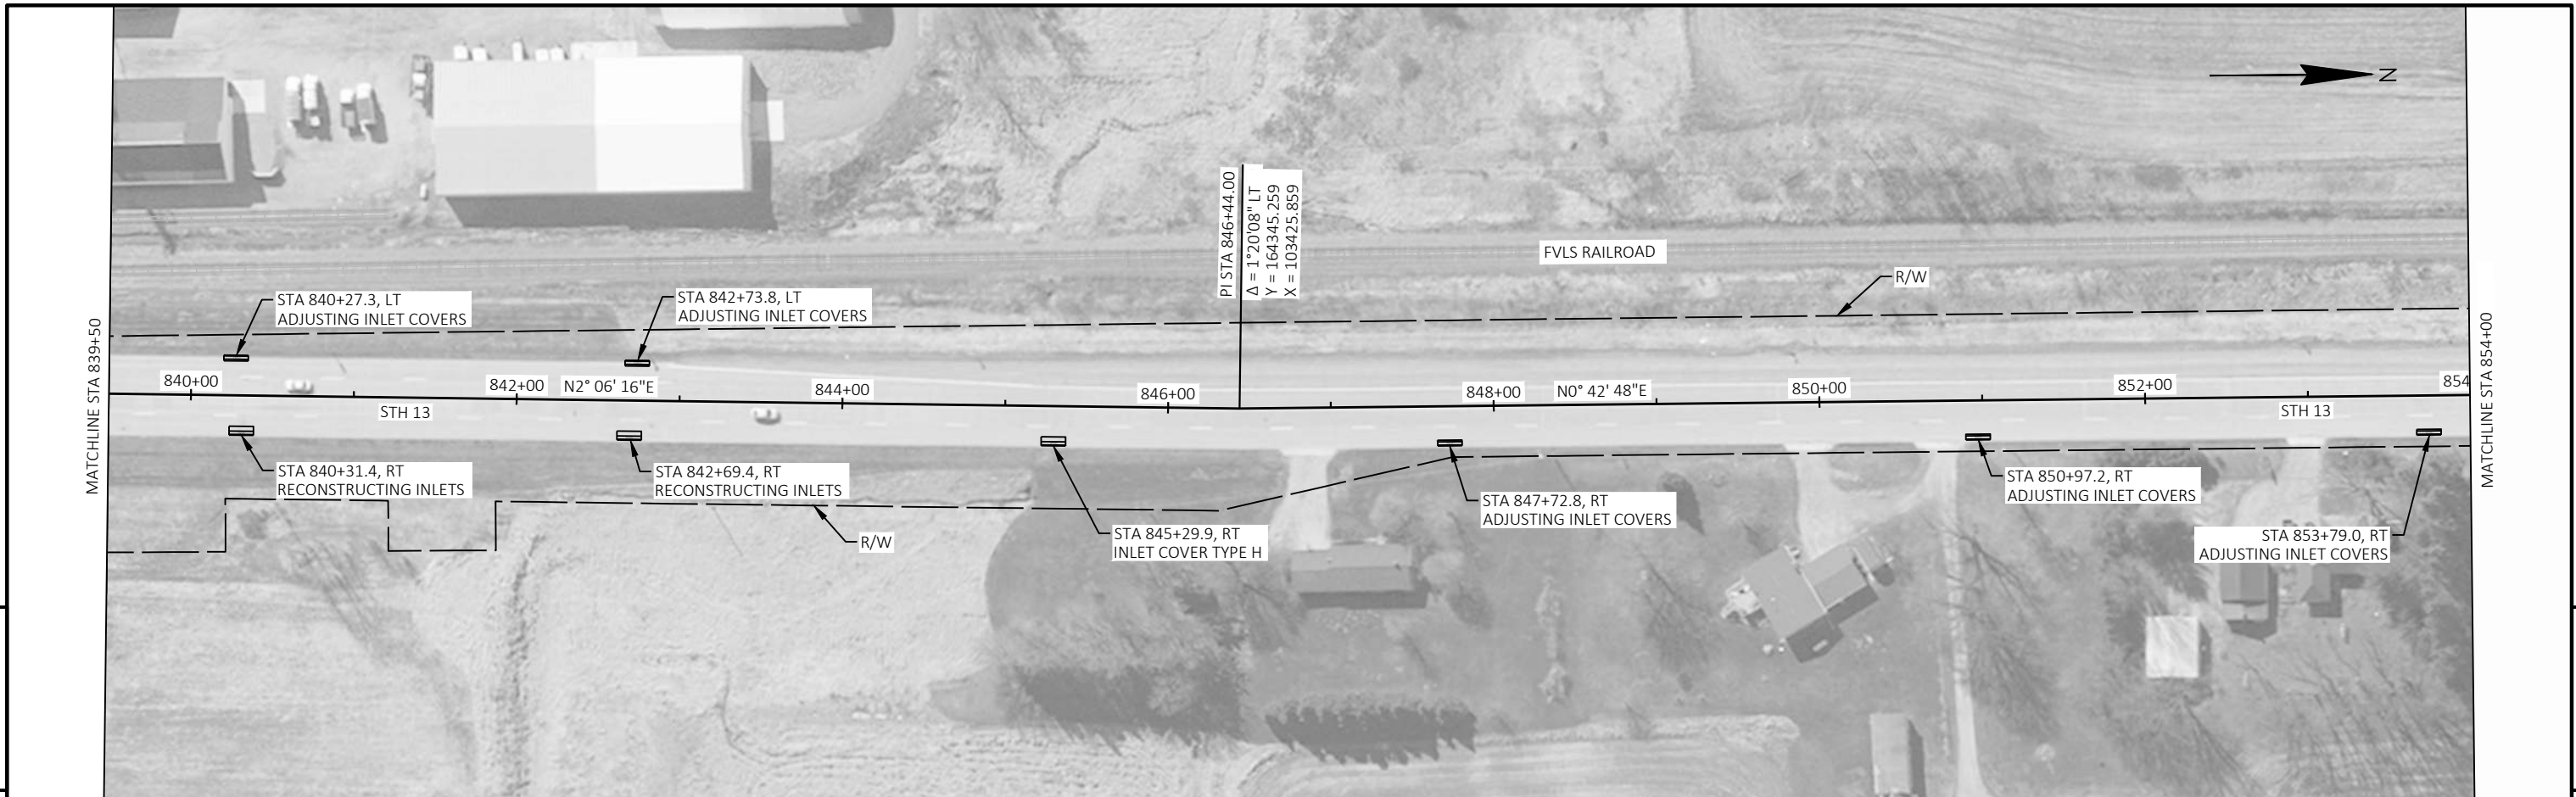 N
PI STA 846+44.00
Δ = 1°20'08" LT
Y = 164345.259
X = 103425.859
FVLS RAILROAD
R/W
STA 840+27.3, LT
ADJUSTING INLET COVERS
STA 842+73.8, LT
ADJUSTING INLET COVERS
MATCHLINE STA 839+50
MATCHLINE STA 854+00
840+00
842+00
N2° 06' 16"E
844+00
846+00
848+00
N0° 42' 48"E
850+00
852+00
854
STH 13
STH 13
STA 840+31.4, RT
RECONSTRUCTING INLETS
STA 842+69.4, RT
RECONSTRUCTING INLETS
R/W
STA 845+29.9, RT
INLET COVER TYPE H
STA 847+72.8, RT
ADJUSTING INLET COVERS
STA 850+97.2, RT
ADJUSTING INLET COVERS
STA 853+79.0, RT
ADJUSTING INLET COVERS